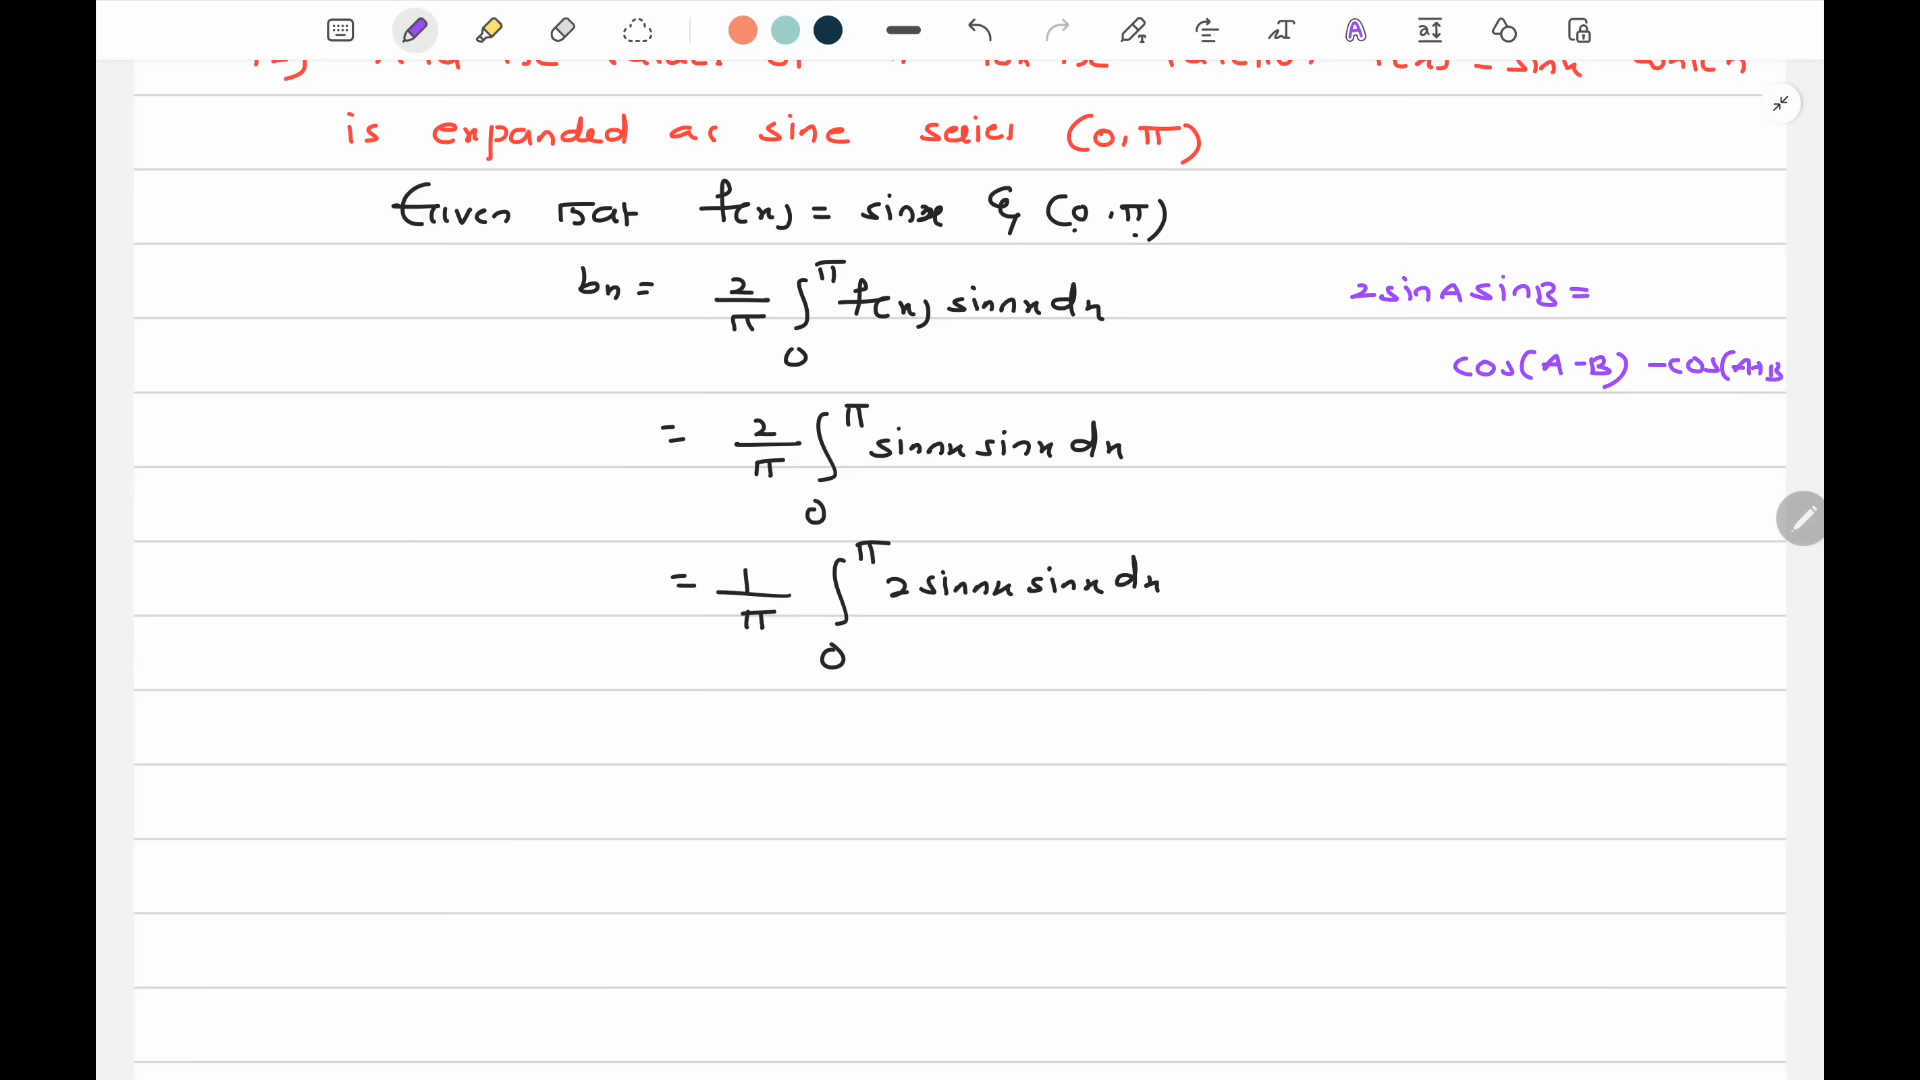 is expanded as sine series (0,π)
Given that f(x) = sinx & (0,π)
bn = 2/π ∫₀^π f(x) sinnx dx
2sinA sinB =
cos(A-B) - cos(A+B
= 2/π ∫₀^π sinnx sinx dx
= 1/π ∫₀^π 2 sinnx sinx dx